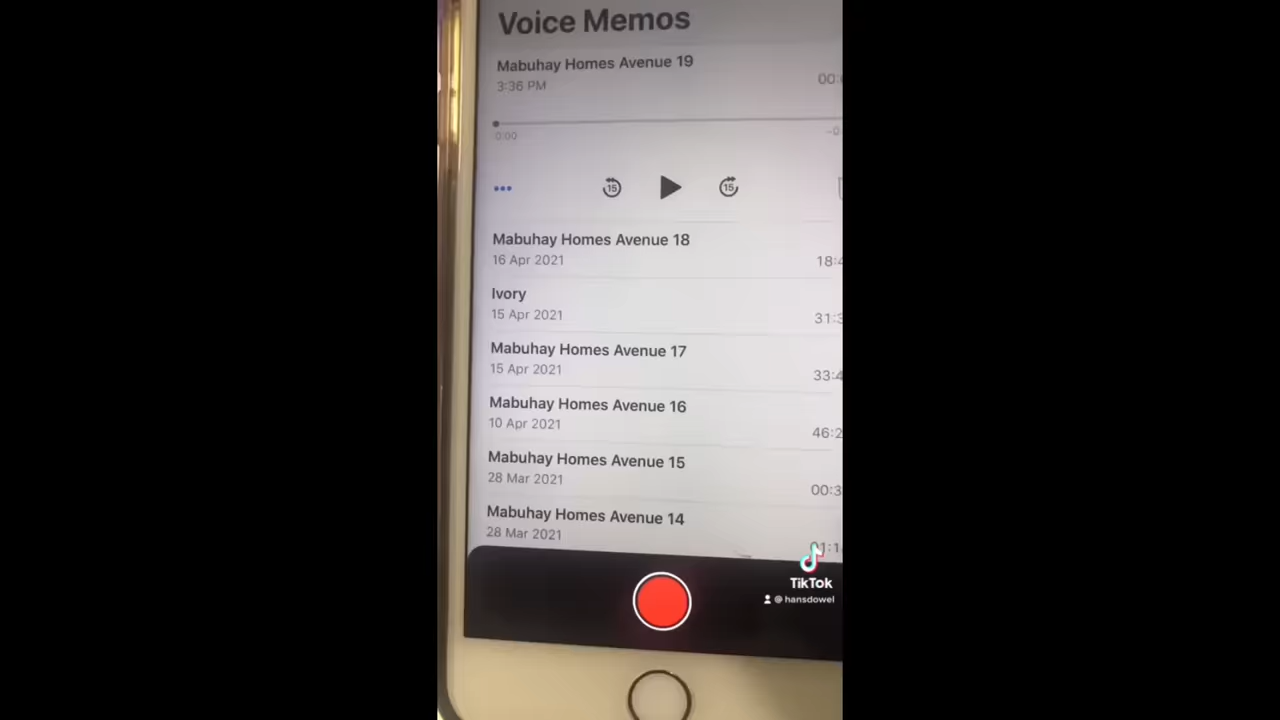 Voice Memos
Mabuhay Homes Avenue 19
3:36 PM
0:00
15
15
Mabuhay Homes Avenue 18
16 Apr 2021
Ivory
15 Apr 2021
Mabuhay Homes Avenue 17
15 Apr 2021
Mabuhay Homes Avenue 16
10 Apr 2021
Mabuhay Homes Avenue 15
28 Mar 2021
Mabuhay Homes Avenue 14
28 Mar 2021
TikTok
@hansdowel